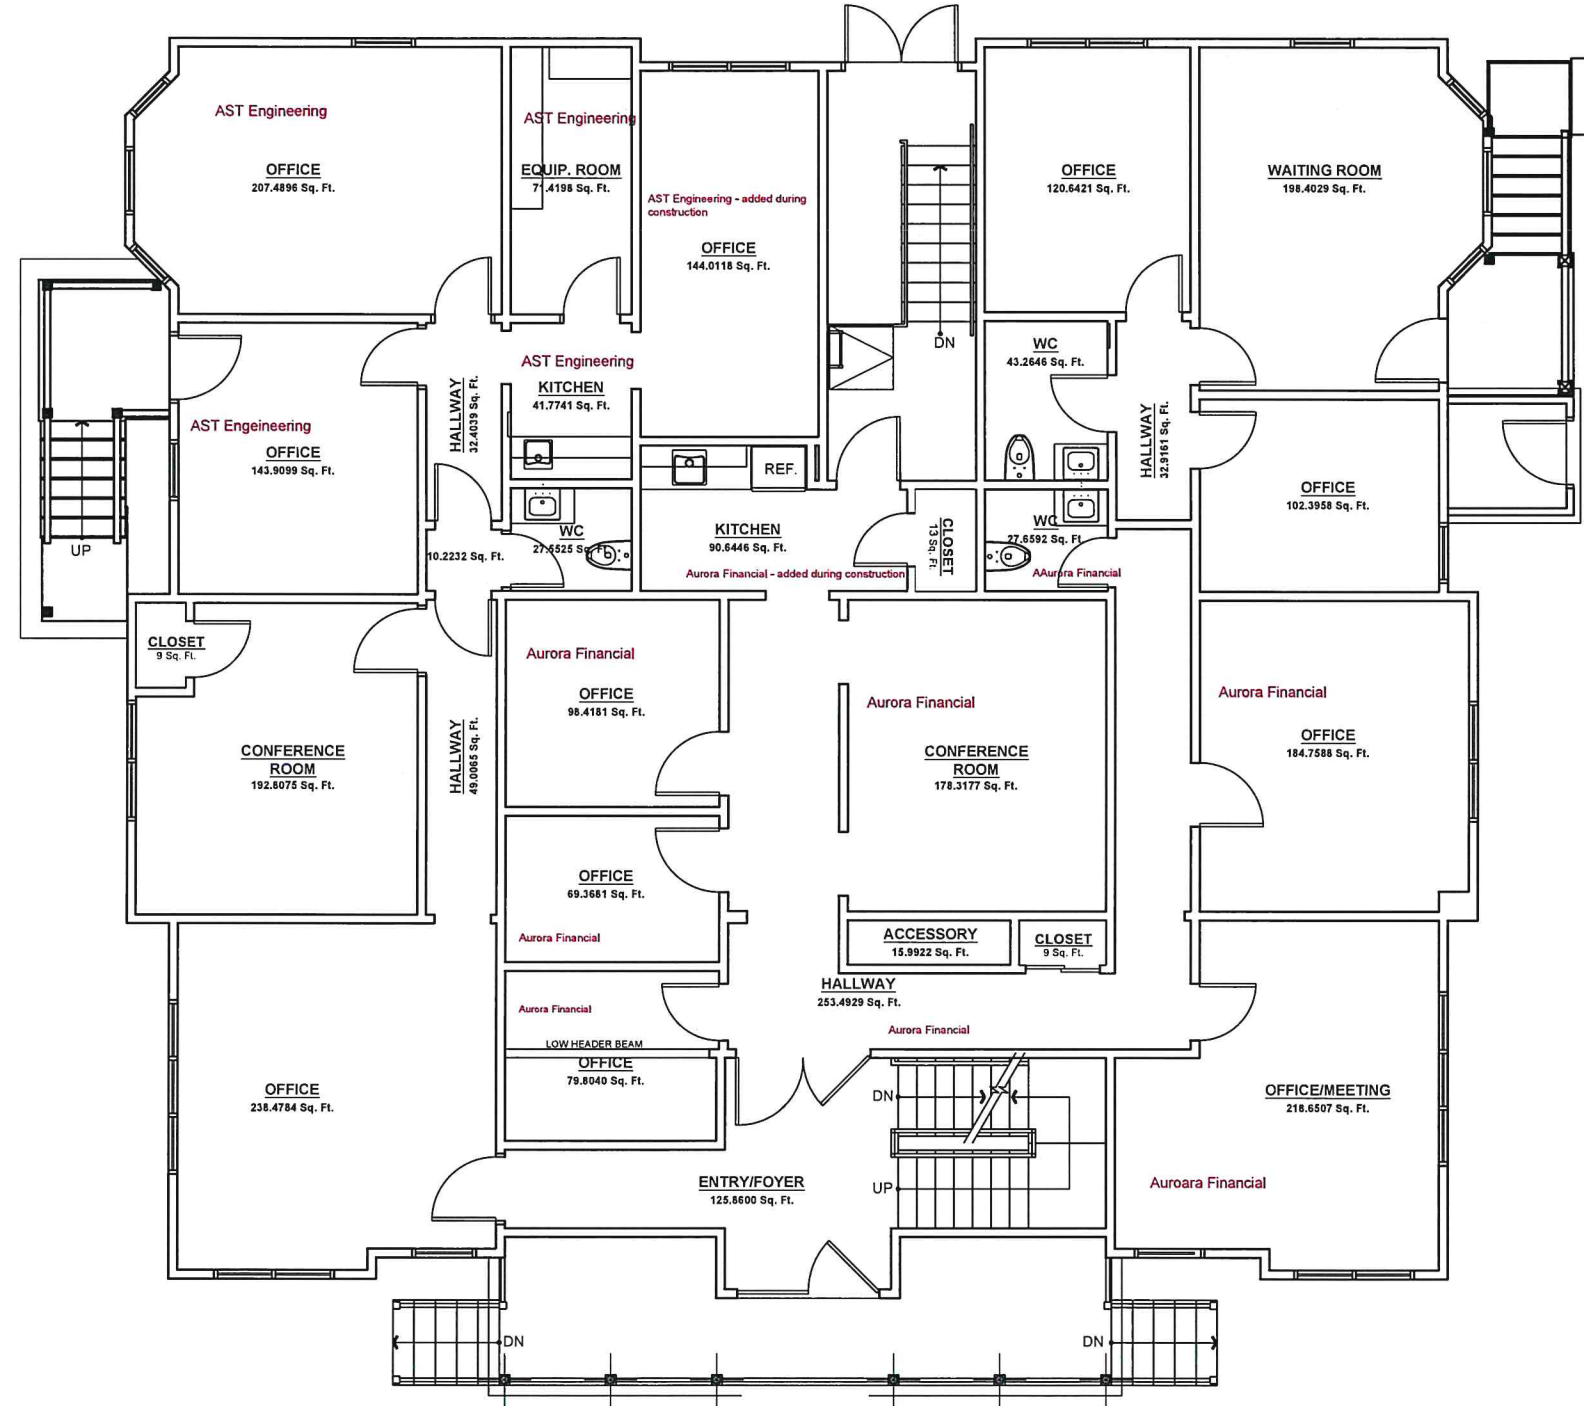 AST Engineering
OFFICE
207.4896 Sq. Ft.
AST Engineering
EQUIP. ROOM
71.4198 Sq. Ft.
AST Engineering - added during
construction
OFFICE
144.0118 Sq. Ft.
DN
OFFICE
120.6421 Sq. Ft.
WAITING ROOM
198.4029 Sq. Ft.
AST Engineering
KITCHEN
41.7741 Sq. Ft.
HALLWAY
32.4039 Sq. Ft.
AST Engeineering
OFFICE
143.9099 Sq. Ft.
UP
WC
43.2646 Sq. Ft.
HALLWAY
32.9161 Sq. Ft.
REF.
OFFICE
102.3958 Sq. Ft.
WC
27.5525 Sq. Ft.
10.2232 Sq. Ft.
KITCHEN
90.6446 Sq. Ft.
Aurora Financial - added during construction
CLOSET
13 Sq. Ft.
WC
27.6592 Sq. Ft.
AAurora Financial
CLOSET
9 Sq. Ft.
CONFERENCE
ROOM
192.8075 Sq. Ft.
HALLWAY
49.0065 Sq. Ft.
Aurora Financial
OFFICE
98.4181 Sq. Ft.
Aurora Financial
CONFERENCE
ROOM
178.3177 Sq. Ft.
Aurora Financial
OFFICE
184.7588 Sq. Ft.
OFFICE
69.3681 Sq. Ft.
Aurora Financial
ACCESSORY
15.9922 Sq. Ft.
CLOSET
9 Sq. Ft.
HALLWAY
253.4929 Sq. Ft.
Aurora Financial
Aurora Financial
LOW HEADER BEAM
OFFICE
79.8040 Sq. Ft.
OFFICE
238.4784 Sq. Ft.
DN
UP
OFFICE/MEETING
218.6507 Sq. Ft.
Auroara Financial
ENTRY/FOYER
125.8600 Sq. Ft.
DN
DN